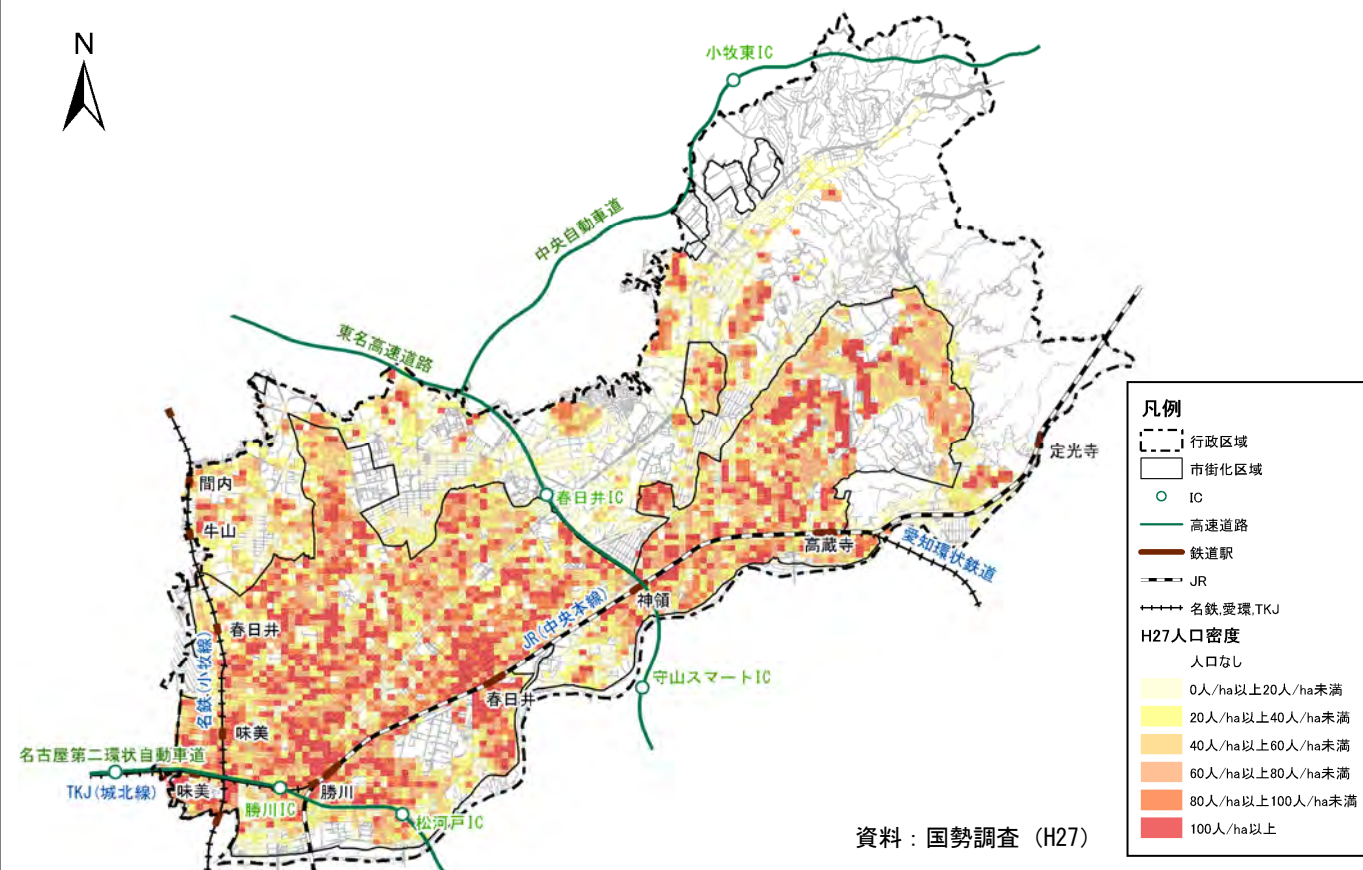 N
小牧東IC
中央自動車道
東名高速道路
定光寺
間内
春日井IC
牛山
高蔵寺
愛知環状鉄道
神領
JR(中央本線)
春日井
名鉄(小牧線)
守山スマートIC
春日井
味美
名古屋第二環状自動車道
TKJ(城北線)
味美
勝川
勝川IC
松河戸IC
資料：国勢調査（H27）
凡例
行政区域
市街化区域
IC
高速道路
鉄道駅
JR
名鉄,愛環,TKJ
H27人口密度
人口なし
0人/ha以上20人/ha未満
20人/ha以上40人/ha未満
40人/ha以上60人/ha未満
60人/ha以上80人/ha未満
80人/ha以上100人/ha未満
100人/ha以上